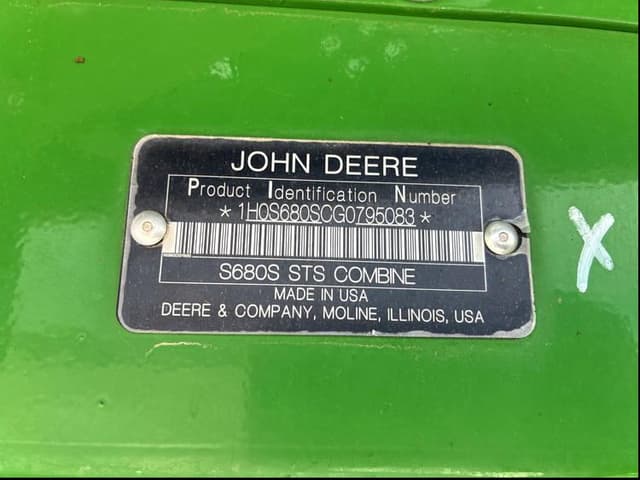 JOHN DEERE
Product Identification Number
*1H0S680SCG0795083*
S680S STS COMBINE
MADE IN USA
DEERE & COMPANY, MOLINE, ILLINOIS, USA
X